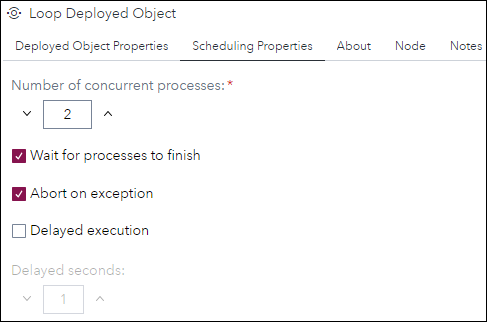 Loop Deployed Object
Deployed Object Properties Scheduling Properties About Node Notes
Number of concurrent processes:*
2
Wait for processes to finish
Abort on exception
Delayed execution
Delayed seconds:
1